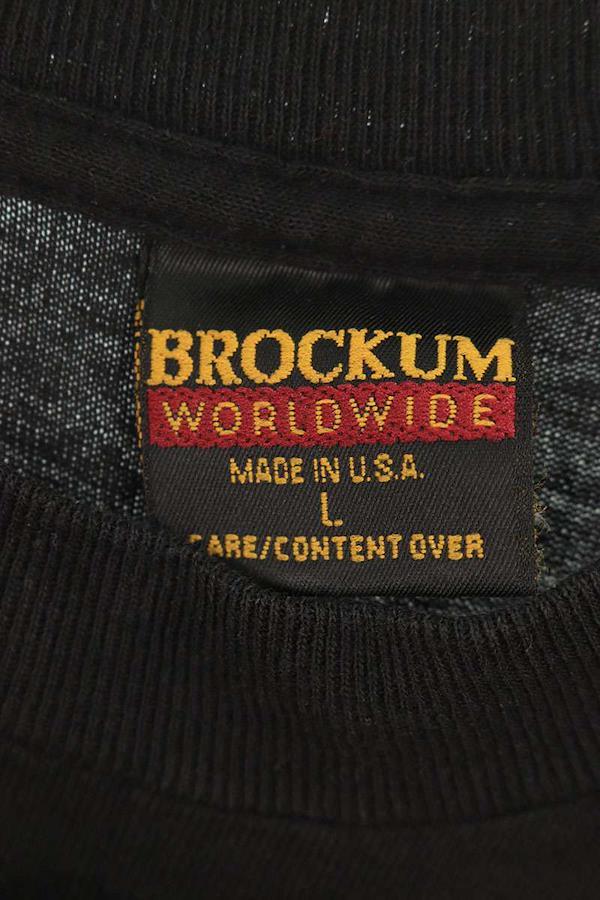 BROCKUM
WORLDWIDE
MADE IN U.S.A.
L
CARE/CONTENT OVER